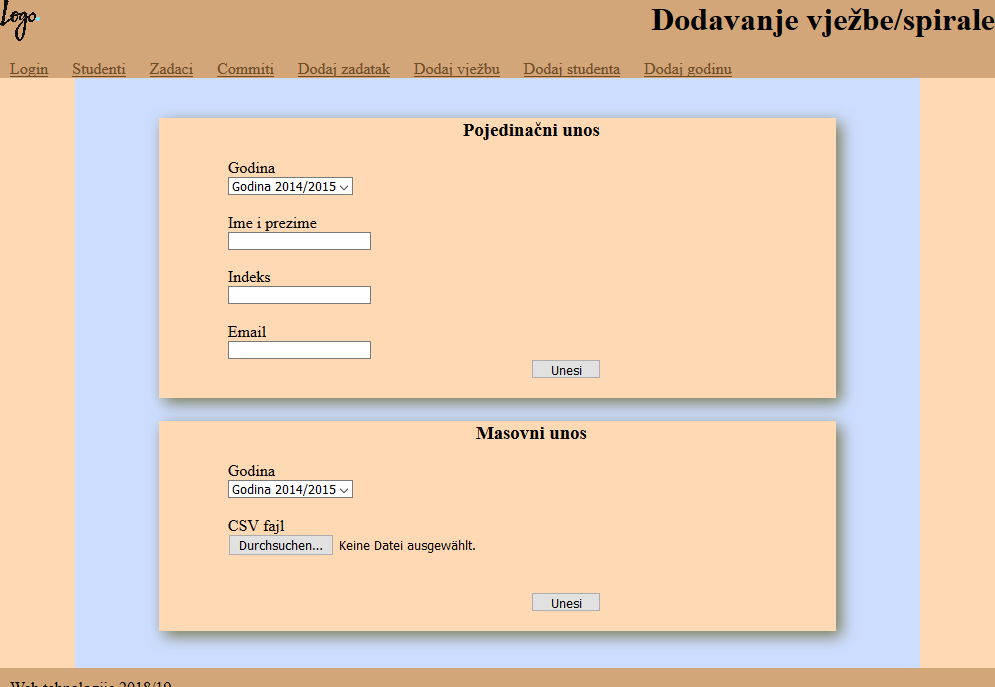 Logo
Dodavanje vježbe/spirale
Login Studenti Zadaci Commiti Dodaj zadatak Dodaj vježbu Dodaj studenta Dodaj godinu
Pojedinačni unos
Godina
Godina 2014/2015
Ime i prezime
Indeks
Email
Unesi
Masovni unos
Godina
Godina 2014/2015
CSV fajl
Durchsuchen... Keine Datei ausgewählt.
Unesi
Web tehnologije 2018/19